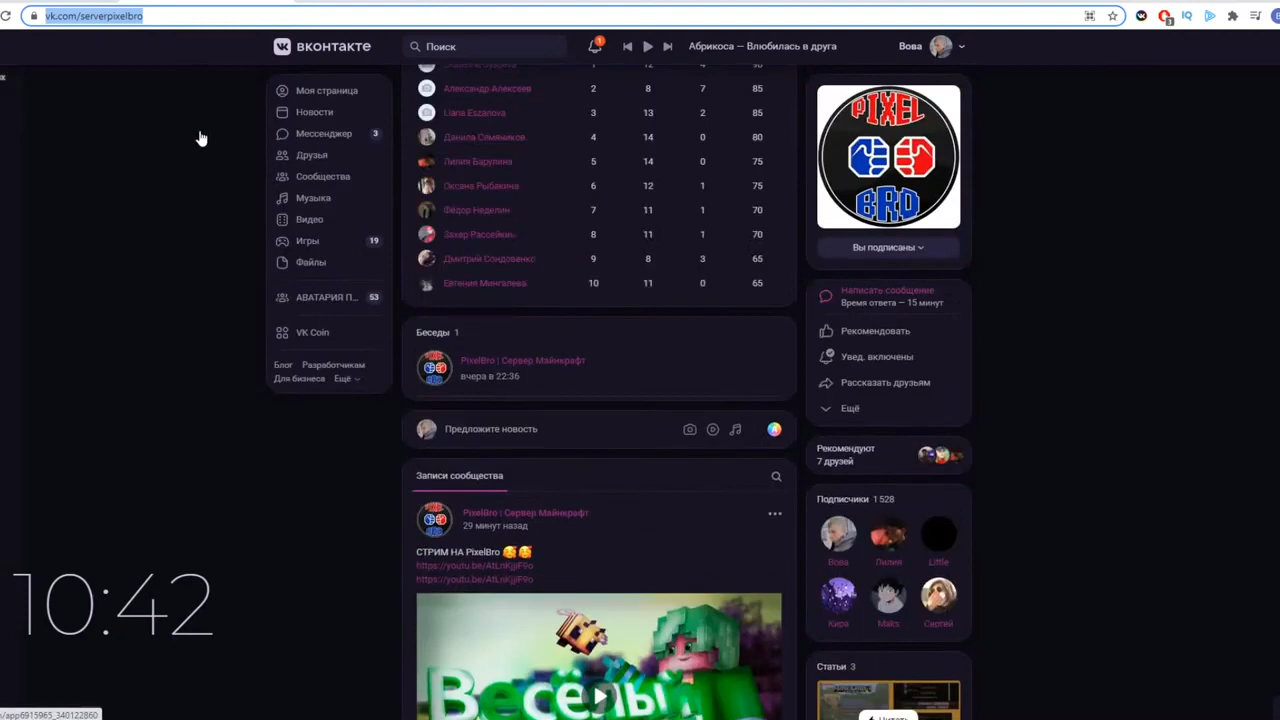 vk.com/serverpixelbro
3
IQ
ВКОНТАКТЕ
Поиск
1
Абрикоса — Влюбилась в друга
Вова
Моя страница
Новости
Мессенджер 3
Друзья
Сообщества
Музыка
Видео
Игры 19
Файлы
АВАТАРИЯ П... 53
VK Coin
Блог Разработчикам
Для бизнеса Ещё
Александр Алексеев 2 8 7 85
Liana Eszanova 3 13 2 85
Данила 4 14 0 80
Лилия Барулина 5 14 0 75
Оксана Рыбакина 6 12 1 75
Фёдор Неделин 7 11 1 70
Захар 8 11 1 70
Дмитрий 9 8 3 65
Евгения Мингалева 10 11 0 65
Беседы 1
PixelBro | Сервер Майнкрафт
вчера в 22:36
Предложите новость
Записи сообщества
PixelBro | Сервер Майнкрафт
29 минут назад
СТРИМ НА PixelBro
https://youtu.be/AtLnKjjiF9o
https://youtu.be/AtLnKjjiF9o
Весёлый
PIXEL
BRO
Вы подписаны
Написать сообщение
Время ответа — 15 минут
Рекомендовать
Увед. включены
Рассказать друзьям
Ещё
Рекомендуют
7 друзей
Подписчики 1 528
Вова Лилия Little
Кира Maks Сергей
Статьи 3
Читать
10:42
/app6915965_340122860